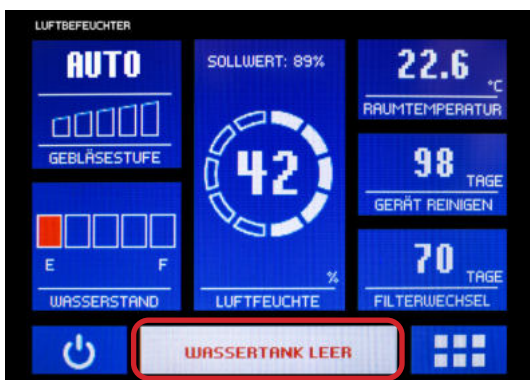 LUFTBEFEUCHTER
AUTO
GEBLÄSESTUFE
SOLLWERT: 89%
42
%
LUFTFEUCHTE
22.6 °C
RAUMTEMPERATUR
98 TAGE
GERÄT REINIGEN
E F
WASSERSTAND
70 TAGE
FILTERWECHSEL
WASSERTANK LEER